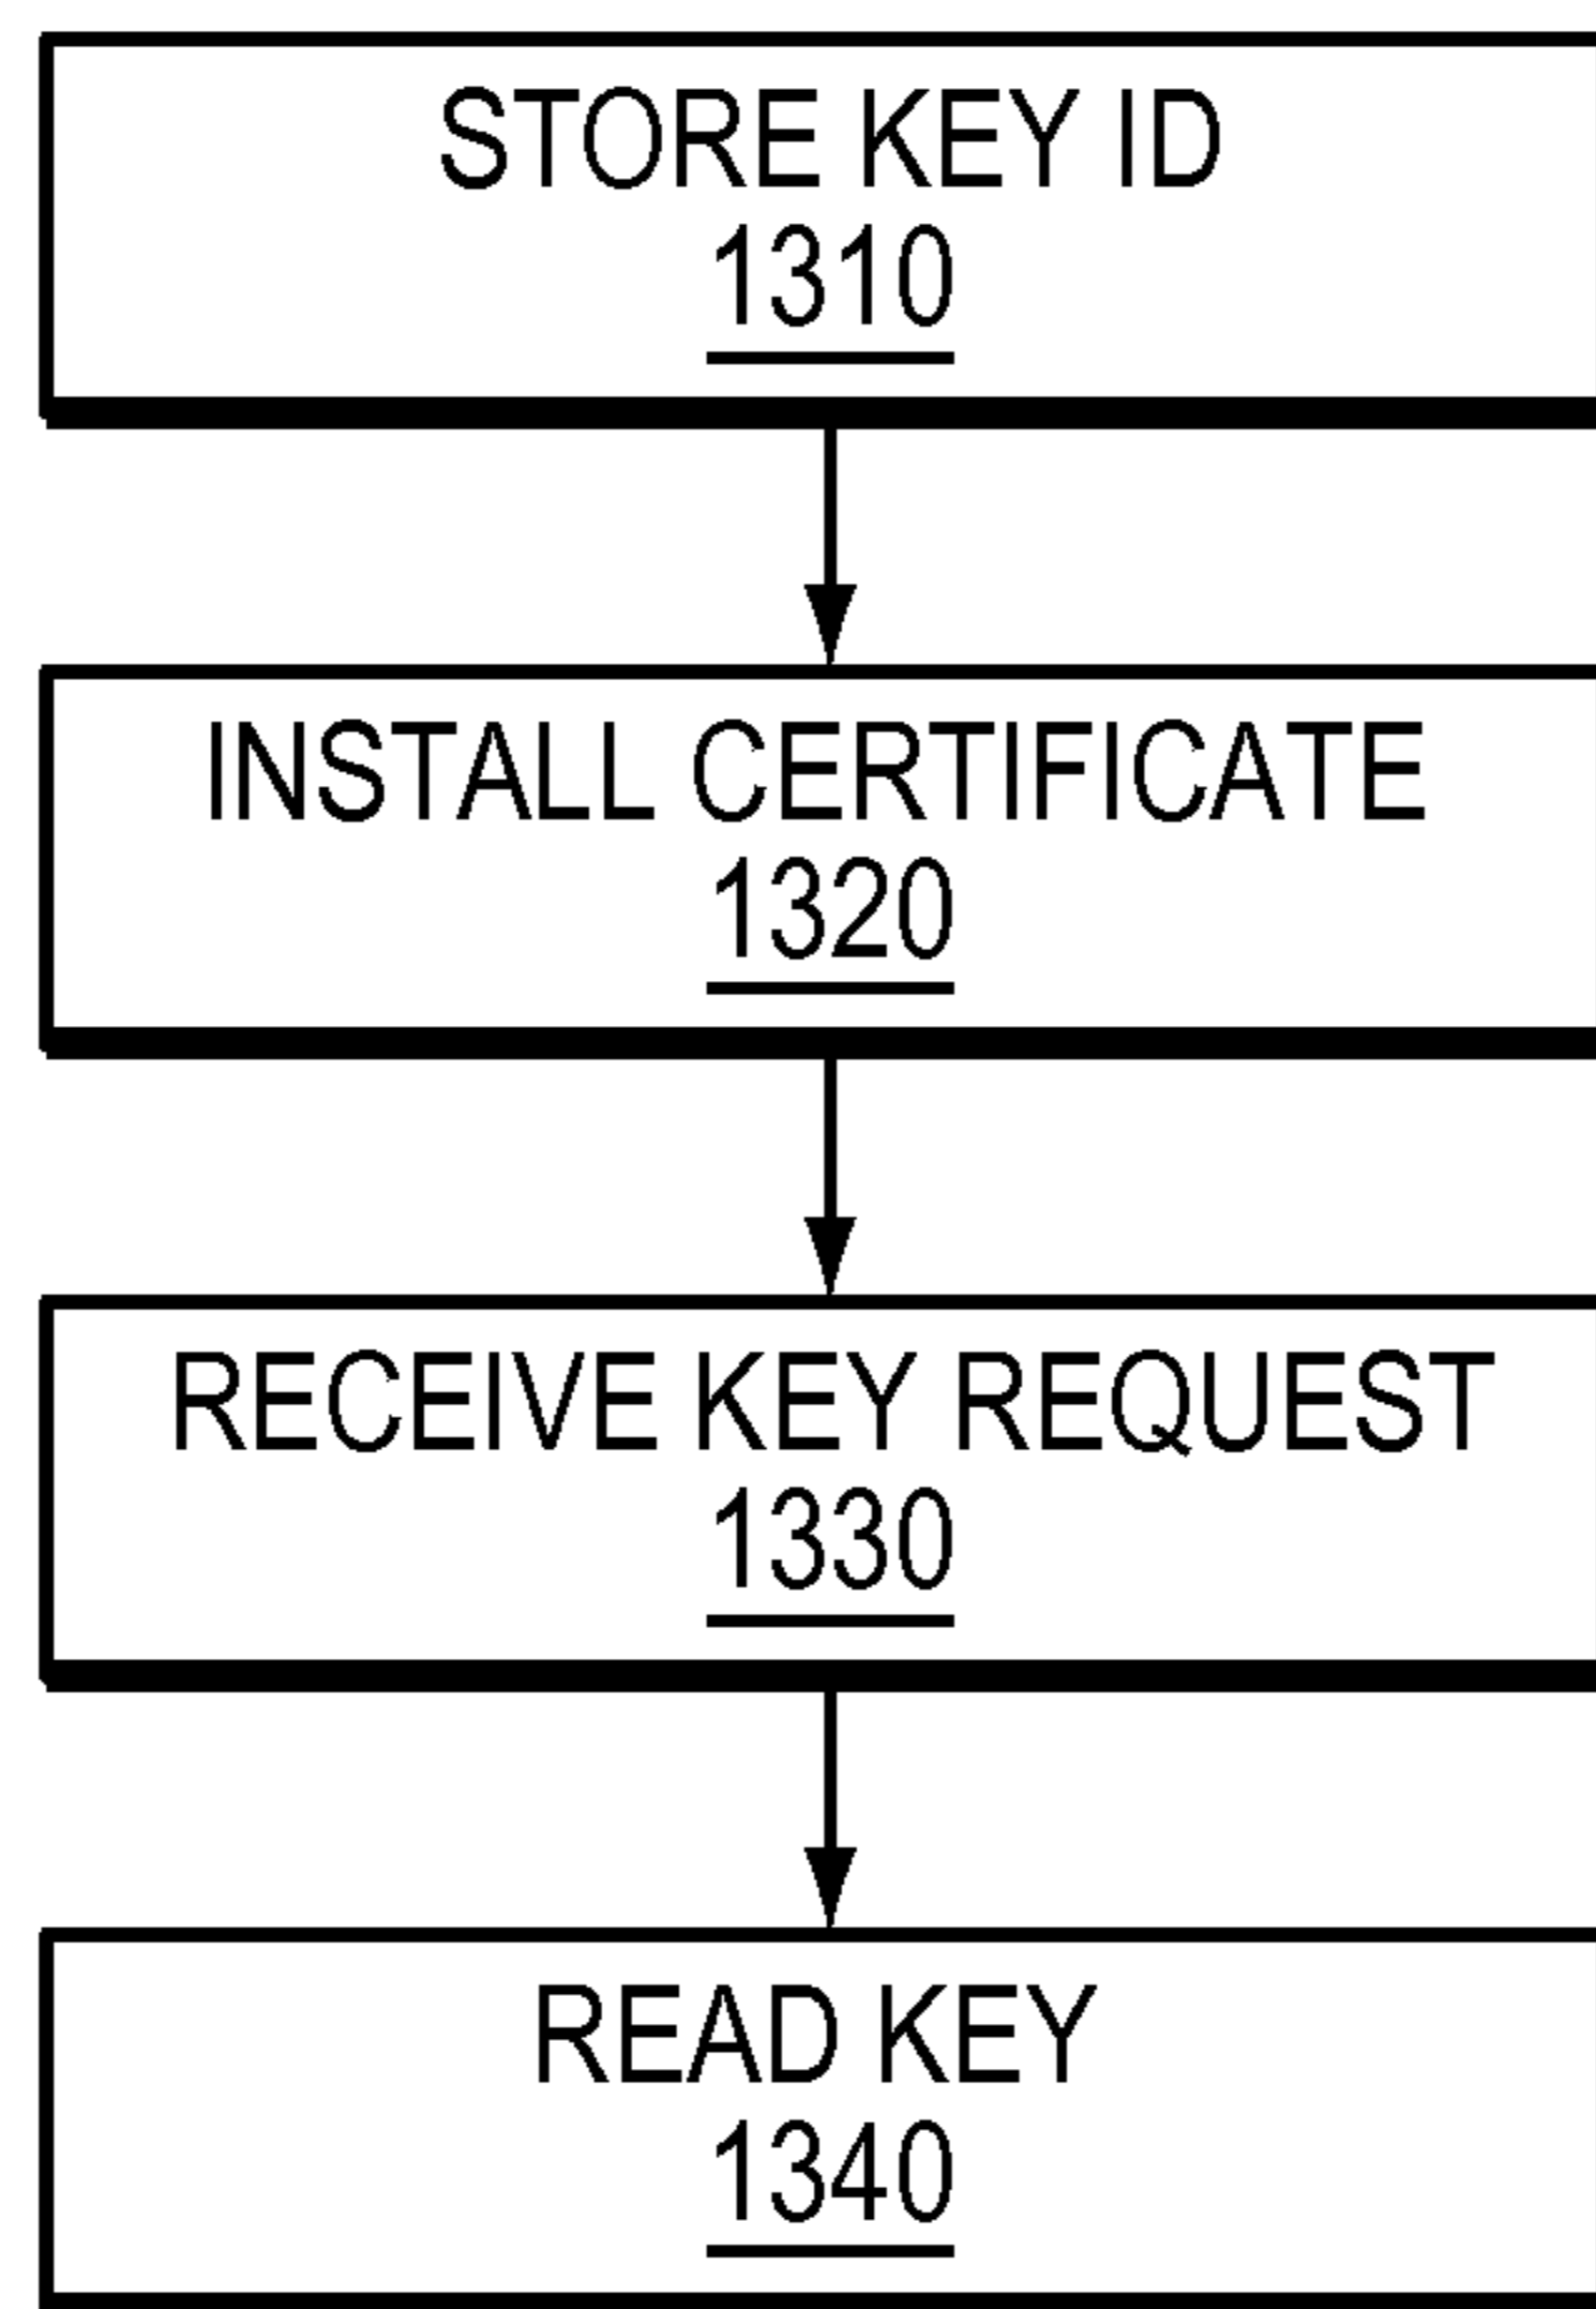 STORE KEY ID
1310
INSTALL CERTIFICATE
1320
RECEIVE KEY REQUEST
1330
READ KEY
1340